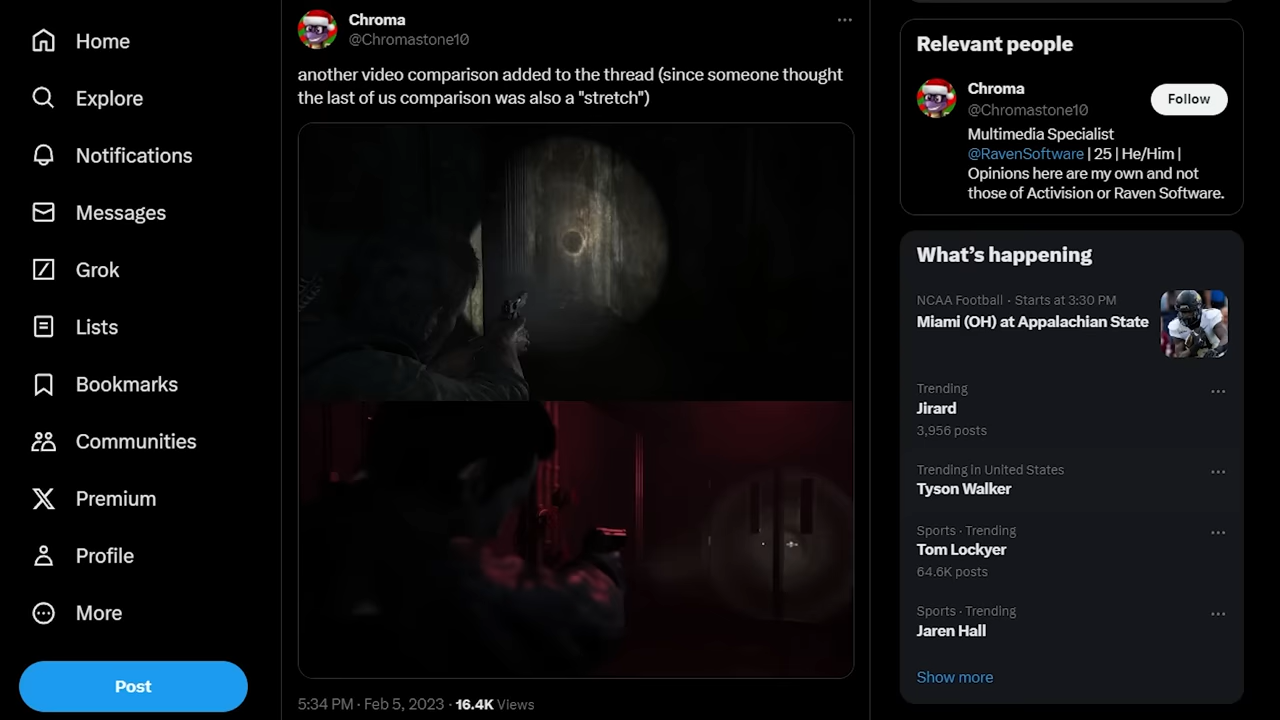 Home
Explore
Notifications
Messages
Grok
Lists
Bookmarks
Communities
Premium
Profile
More
Post
Chroma
@Chromastone10
another video comparison added to the thread (since someone thought
the last of us comparison was also a "stretch")
5:34 PM · Feb 5, 2023 · 16.4K Views
Relevant people
Chroma
@Chromastone10
Follow
Multimedia Specialist
@RavenSoftware | 25 | He/Him |
Opinions here are my own and not
those of Activision or Raven Software.
What's happening
NCAA Football · Starts at 3:30 PM
Miami (OH) at Appalachian State
Trending
Jirard
3,956 posts
Trending in United States
Tyson Walker
Sports · Trending
Tom Lockyer
64.6K posts
Sports · Trending
Jaren Hall
Show more